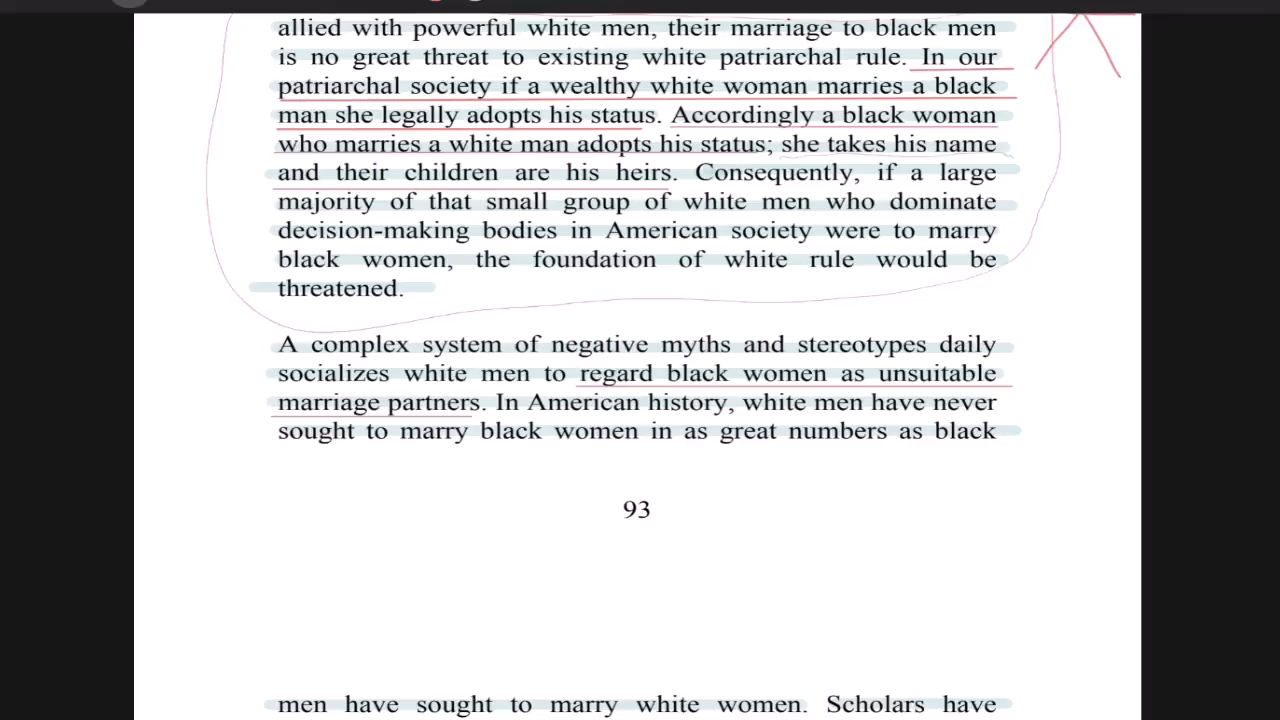 allied with powerful white men, their marriage to black men
is no great threat to existing white patriarchal rule. In our
patriarchal society if a wealthy white woman marries a black
man she legally adopts his status. Accordingly a black woman
who marries a white man adopts his status; she takes his name
and their children are his heirs. Consequently, if a large
majority of that small group of white men who dominate
decision-making bodies in American society were to marry
black women, the foundation of white rule would be
threatened.
A complex system of negative myths and stereotypes daily
socializes white men to regard black women as unsuitable
marriage partners. In American history, white men have never
sought to marry black women in as great numbers as black
93
men have sought to marry white women. Scholars have